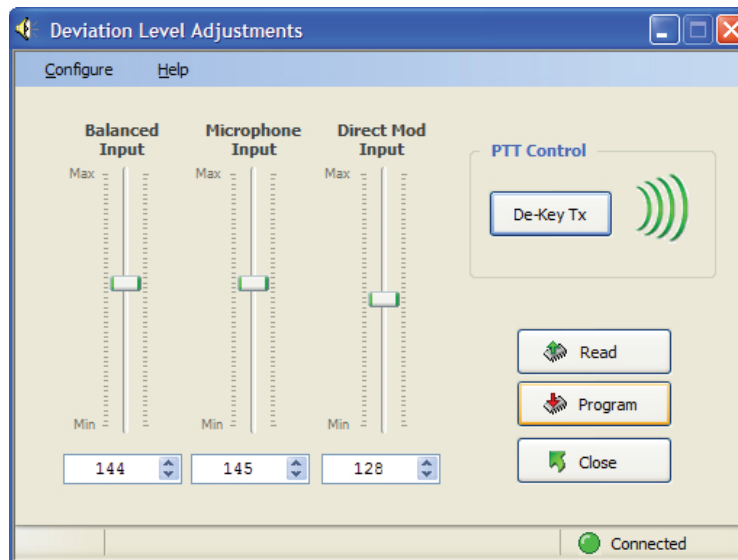 Deviation Level Adjustments
Configure Help
Balanced Input
Microphone Input
Direct Mod Input
Max
Max
Max
Min
Min
Min
144
145
128
PTT Control
De-Key Tx
Read
Program
Close
Connected